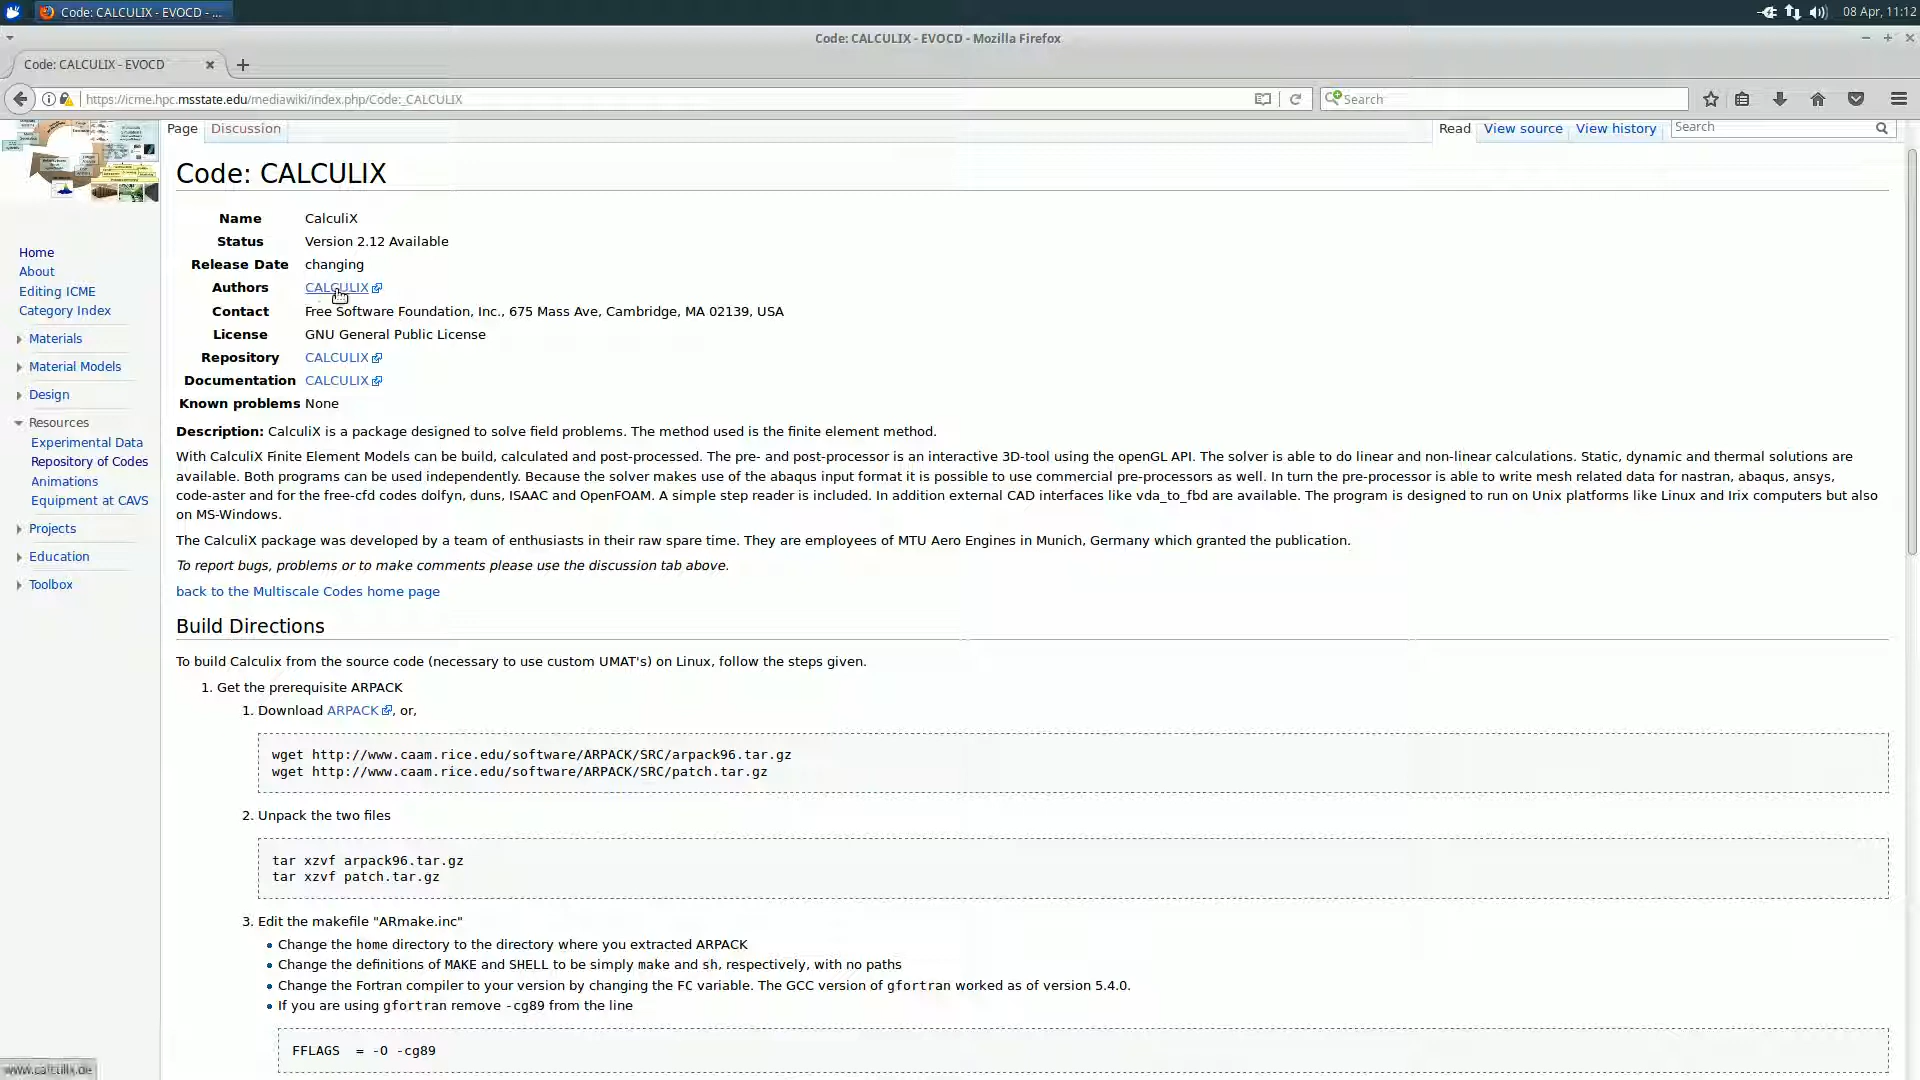 Code: CALCULIX - EVOCD - ...
08 Apr, 11:12
Code: CALCULIX - EVOCD - Mozilla Firefox
Code: CALCULIX - EVOCD
https://icme.hpc.msstate.edu/mediawiki/index.php/Code:_CALCULIX
Search
Page Discussion Read View source View history Search
Code: CALCULIX
Name CalculiX
Status Version 2.12 Available
Release Date changing
Authors CALCULIX
Contact Free Software Foundation, Inc., 675 Mass Ave, Cambridge, MA 02139, USA
License GNU General Public License
Repository CALCULIX
Documentation CALCULIX
Known problems None
Home
About
Editing ICME
Category Index
Materials
Material Models
Design
Resources
Experimental Data
Repository of Codes
Animations
Equipment at CAVS
Projects
Education
Toolbox
Description: CalculiX is a package designed to solve field problems. The method used is the finite element method.
With CalculiX Finite Element Models can be build, calculated and post-processed. The pre- and post-processor is an interactive 3D-tool using the openGL API. The solver is able to do linear and non-linear calculations. Static, dynamic and thermal solutions are
available. Both programs can be used independently. Because the solver makes use of the abaqus input format it is possible to use commercial pre-processors as well. In turn the pre-processor is able to write mesh related data for nastran, abaqus, ansys,
code-aster and for the free-cfd codes dolfyn, duns, ISAAC and OpenFOAM. A simple step reader is included. In addition external CAD interfaces like vda_to_fbd are available. The program is designed to run on Unix platforms like Linux and Irix computers but also
on MS-Windows.
The CalculiX package was developed by a team of enthusiasts in their raw spare time. They are employees of MTU Aero Engines in Munich, Germany which granted the publication.
To report bugs, problems or to make comments please use the discussion tab above.
back to the Multiscale Codes home page
Build Directions
To build Calculix from the source code (necessary to use custom UMAT's) on Linux, follow the steps given.
1. Get the prerequisite ARPACK
1. Download ARPACK, or,
wget http://www.caam.rice.edu/software/ARPACK/SRC/arpack96.tar.gz
wget http://www.caam.rice.edu/software/ARPACK/SRC/patch.tar.gz
2. Unpack the two files
tar xzvf arpack96.tar.gz
tar xzvf patch.tar.gz
3. Edit the makefile "ARmake.inc"
Change the home directory to the directory where you extracted ARPACK
Change the definitions of MAKE and SHELL to be simply make and sh, respectively, with no paths
Change the Fortran compiler to your version by changing the FC variable. The GCC version of gfortran worked as of version 5.4.0.
If you are using gfortran remove -cg89 from the line
FFLAGS = -O -cg89
www.calculix.de